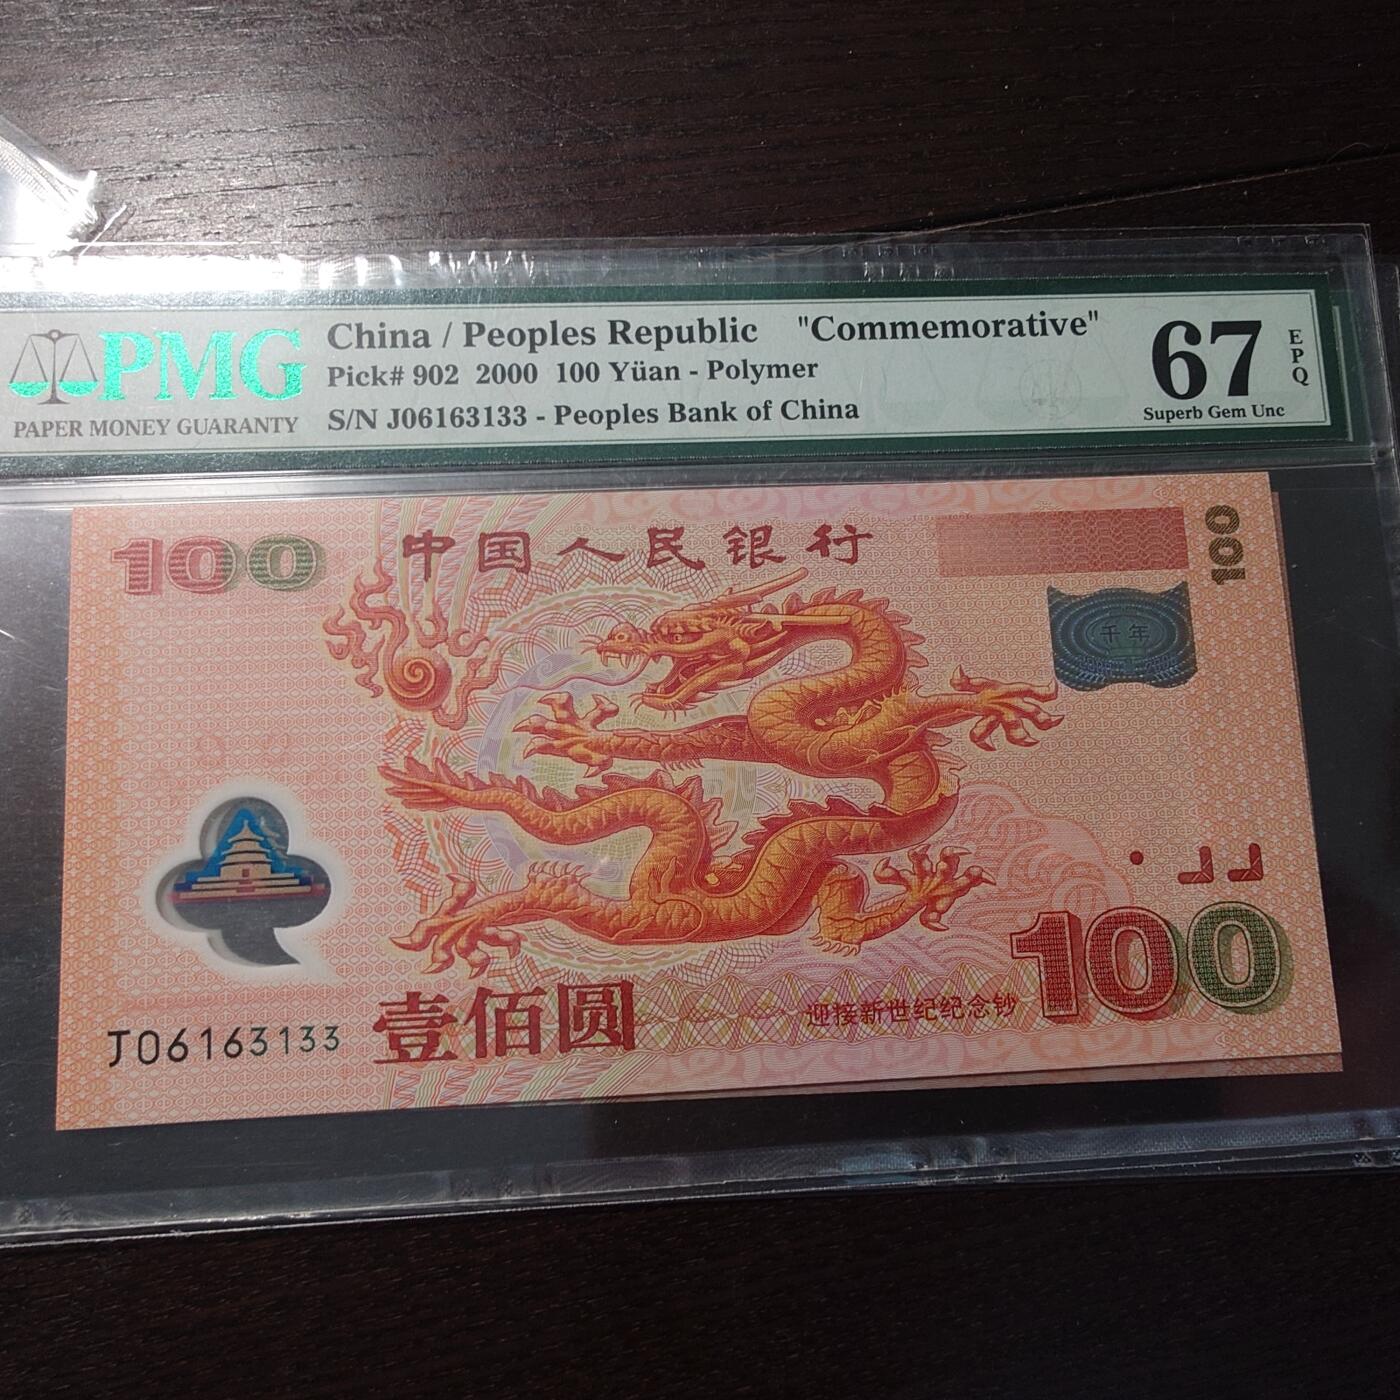 PMG
PAPER MONEY GUARANTY
China / Peoples Republic "Commemorative"
Pick# 902 2000 100 Yüan - Polymer
S/N J06163133 - Peoples Bank of China
67
EPQ
Superb Gem Unc
100
中国人民银行
100
千年
100
J06163133
壹佰圆
迎接新世纪纪念钞